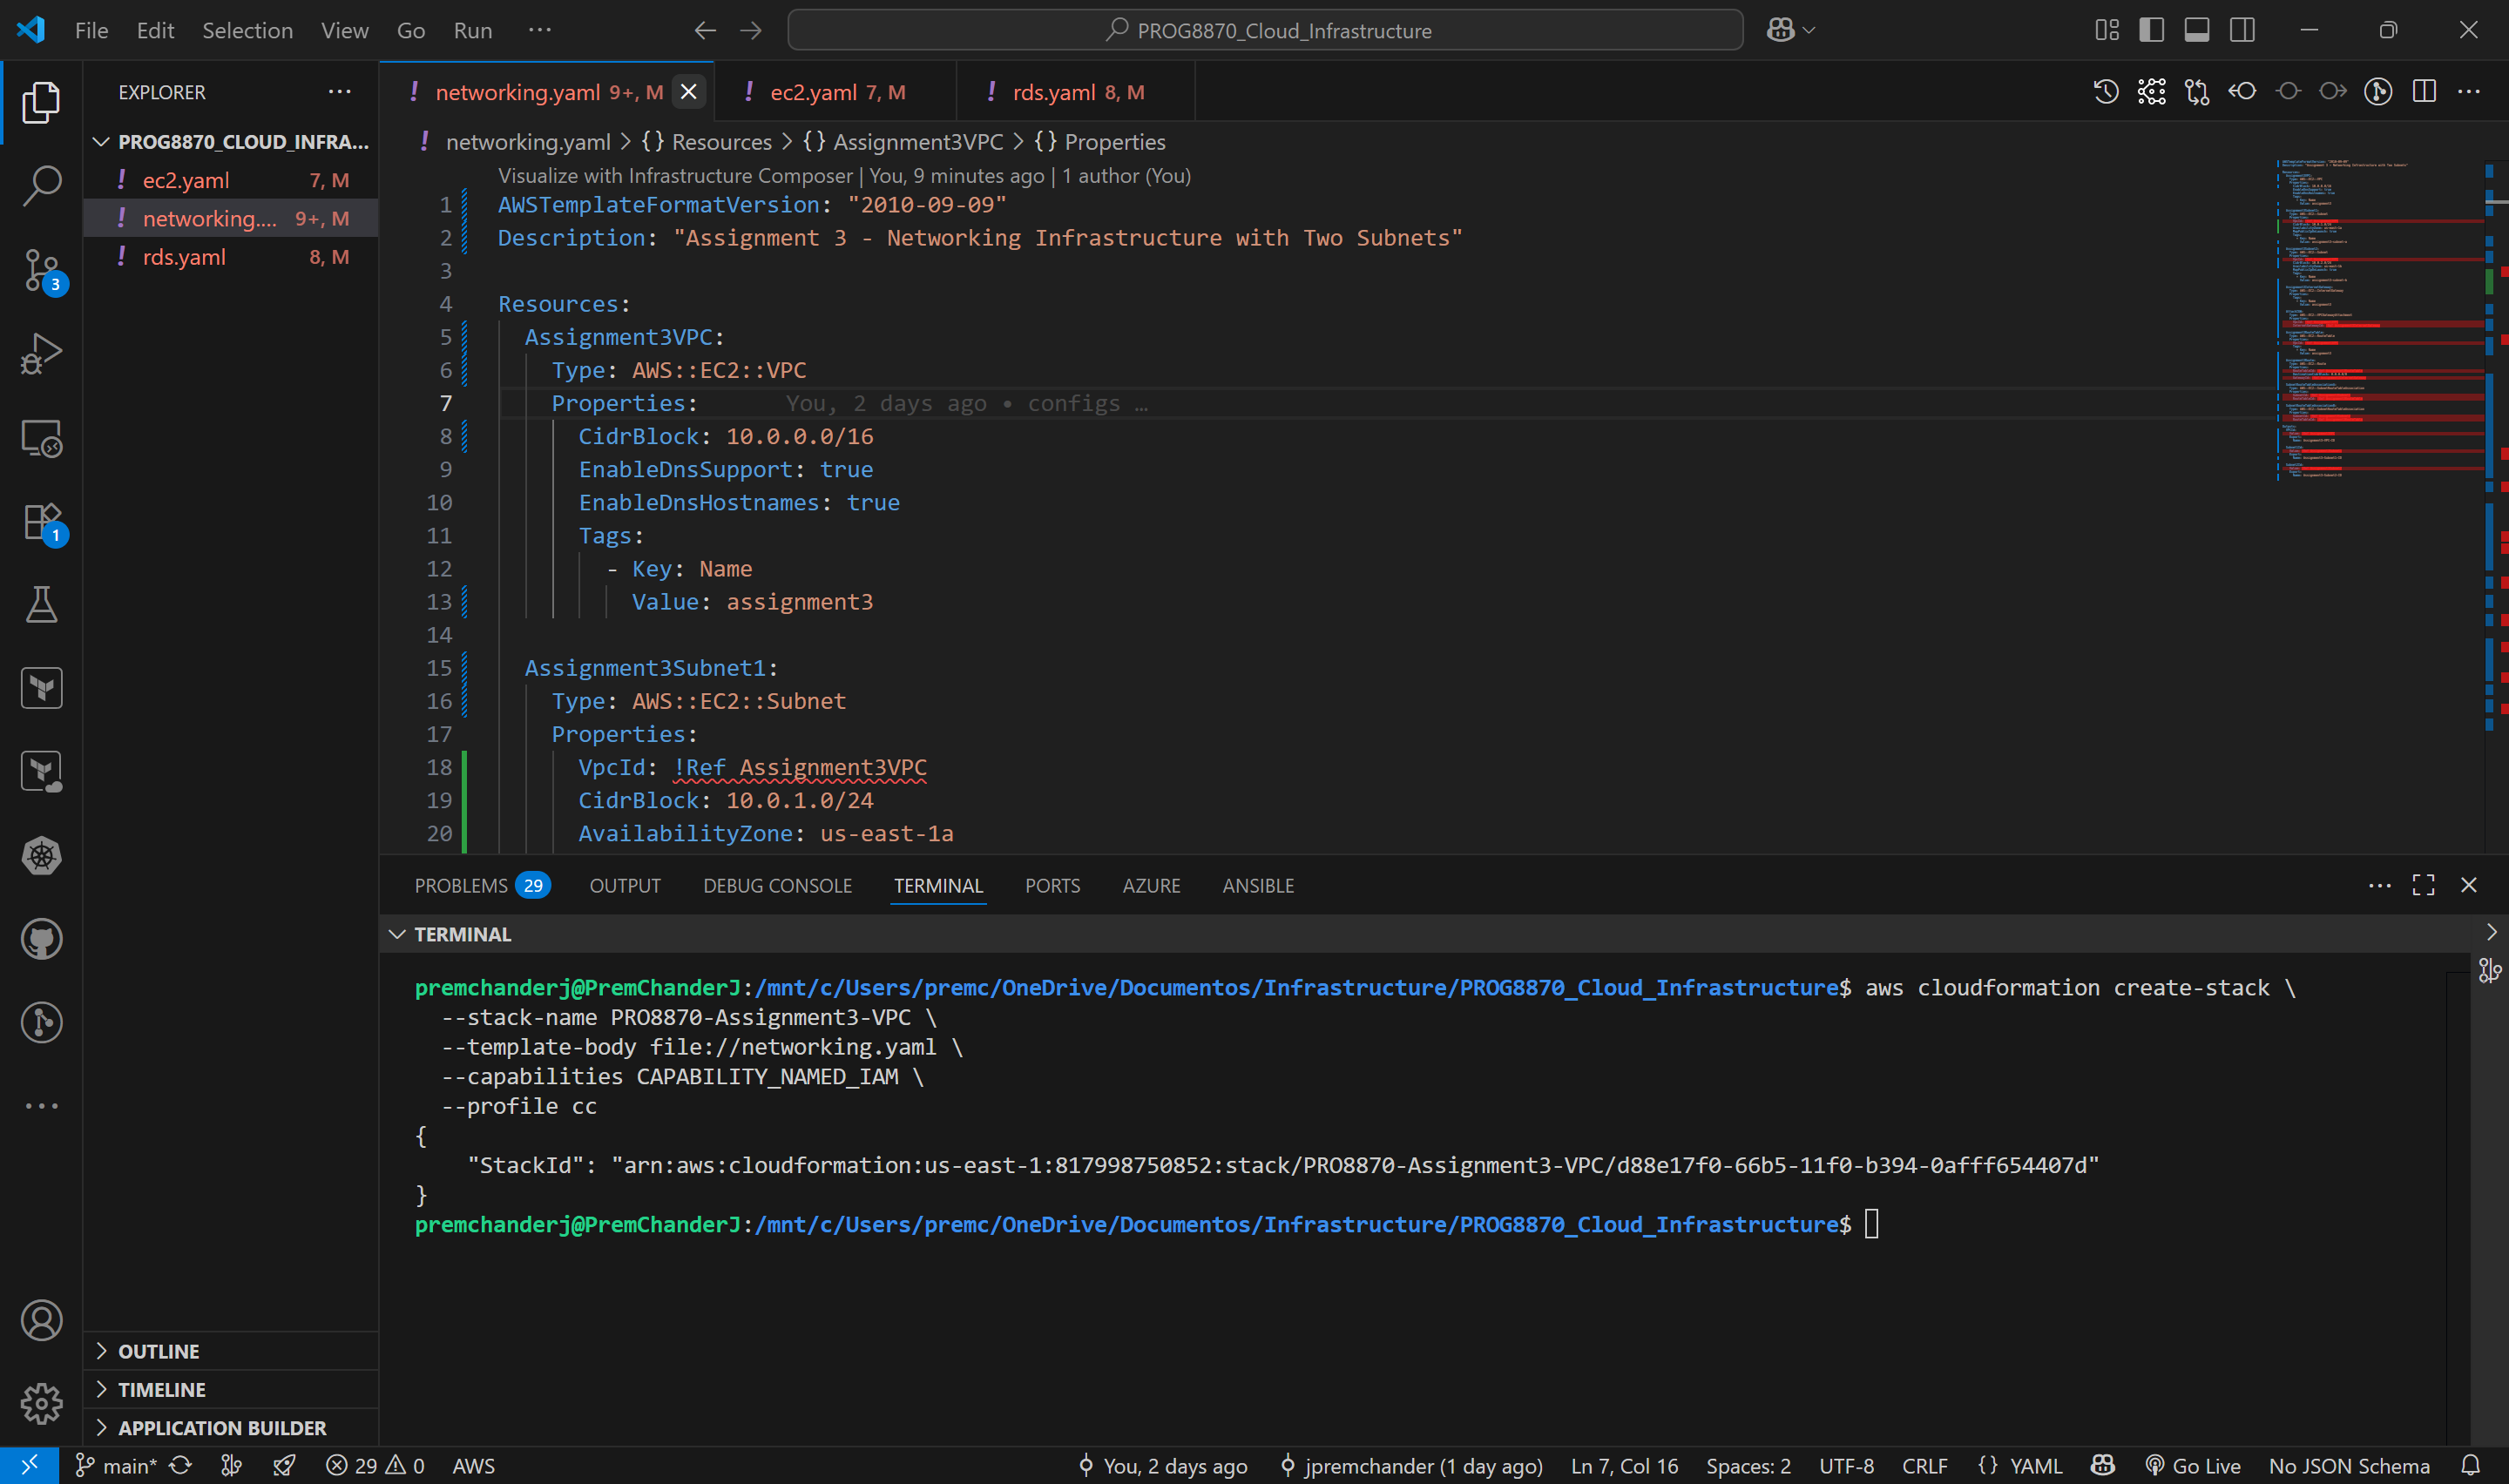 File Edit Selection View Go Run ··· PROG8870_Cloud_Infrastructure
EXPLORER ···
PROG8870_CLOUD_INFRA...
ec2.yaml 7, M
networking.... 9+, M
rds.yaml 8, M
OUTLINE
TIMELINE
APPLICATION BUILDER
3
1
! networking.yaml 9+, M ! ec2.yaml 7, M ! rds.yaml 8, M
! networking.yaml > {} Resources > {} Assignment3VPC > {} Properties
Visualize with Infrastructure Composer | You, 9 minutes ago | 1 author (You)
1 AWSTemplateFormatVersion: "2010-09-09"
2 Description: "Assignment 3 - Networking Infrastructure with Two Subnets"
3
4 Resources:
5 Assignment3VPC:
6 Type: AWS::EC2::VPC
7 Properties: You, 2 days ago • configs …
8 CidrBlock: 10.0.0.0/16
9 EnableDnsSupport: true
10 EnableDnsHostnames: true
11 Tags:
12 - Key: Name
13 Value: assignment3
14
15 Assignment3Subnet1:
16 Type: AWS::EC2::Subnet
17 Properties:
18 VpcId: !Ref Assignment3VPC
19 CidrBlock: 10.0.1.0/24
20 AvailabilityZone: us-east-1a
PROBLEMS 29 OUTPUT DEBUG CONSOLE TERMINAL PORTS AZURE ANSIBLE
TERMINAL
premchanderj@PremChanderJ:/mnt/c/Users/premc/OneDrive/Documentos/Infrastructure/PROG8870_Cloud_Infrastructure$ aws cloudformation create-stack \
--stack-name PRO8870-Assignment3-VPC \
--template-body file://networking.yaml \
--capabilities CAPABILITY_NAMED_IAM \
--profile cc
{
"StackId": "arn:aws:cloudformation:us-east-1:817998750852:stack/PRO8870-Assignment3-VPC/d88e17f0-66b5-11f0-b394-0afff654407d"
}
premchanderj@PremChanderJ:/mnt/c/Users/premc/OneDrive/Documentos/Infrastructure/PROG8870_Cloud_Infrastructure$
main* 29 0 AWS You, 2 days ago jpremchander (1 day ago) Ln 7, Col 16 Spaces: 2 UTF-8 CRLF {} YAML Go Live No JSON Schema